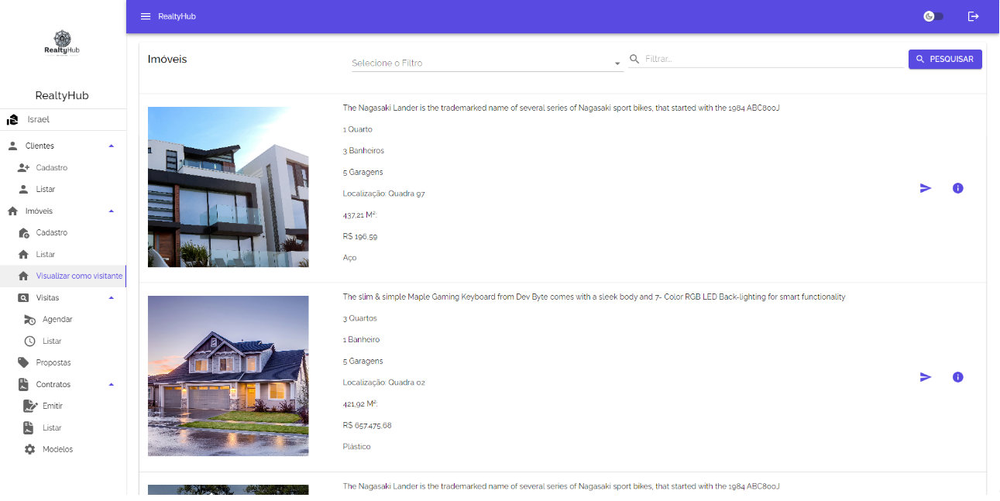 RealtyHub
RealtyHub
RealtyHub
Israel
Clientes
Cadastro
Listar
Imóveis
Cadastro
Listar
Visualizar como visitante
Visitas
Agendar
Listar
Propostas
Contratos
Emitir
Listar
Modelos
Imóveis
Selecione o Filtro
Filtrar...
PESQUISAR
The Nagasaki Lander is the trademarked name of several series of Nagasaki sport bikes, that started with the 1984 ABC800J
1 Quarto
3 Banheiros
5 Garagens
Localização: Quadra 97
437,21 M²:
R$ 196,59
Aço
The slim & simple Maple Gaming Keyboard from Dev Byte comes with a sleek body and 7- Color RGB LED Back-lighting for smart functionality
3 Quartos
1 Banheiro
5 Garagens
Localização: Quadra 02
421,92 M²:
R$ 657.475,68
Plástico
The Nagasaki Lander is the trademarked name of several series of Nagasaki sport bikes, that started with the 1984 ABC800J